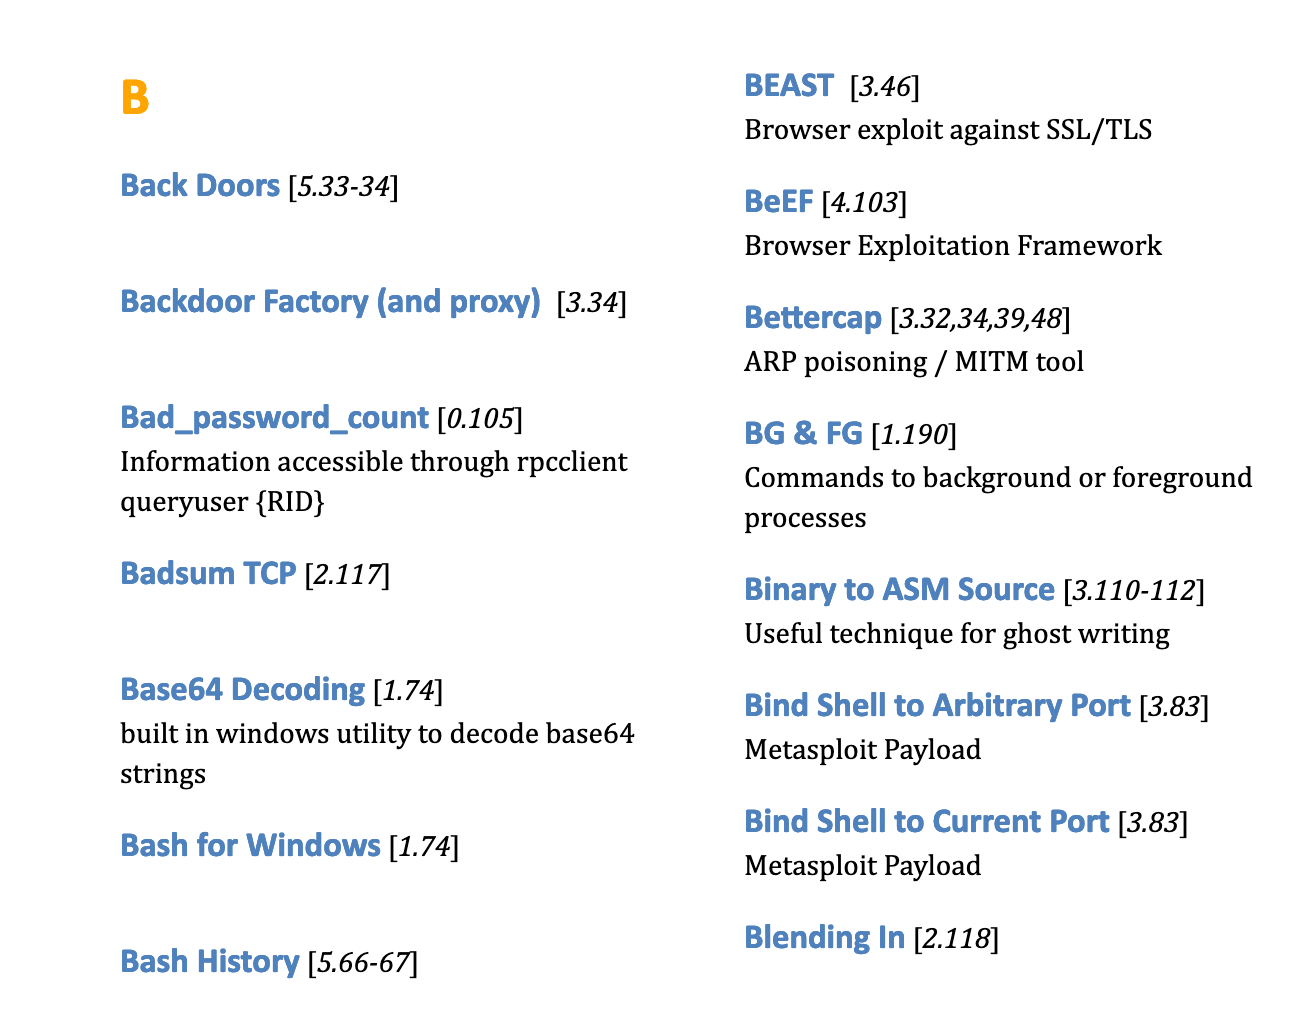 B
Back Doors [5.33-34]
Backdoor Factory (and proxy) [3.34]
Bad_password_count [0.105]
Information accessible through rpcclient
queryuser {RID}
Badsum TCP [2.117]
Base64 Decoding [1.74]
built in windows utility to decode base64
strings
Bash for Windows [1.74]
Bash History [5.66-67]
BEAST [3.46]
Browser exploit against SSL/TLS
BeEF [4.103]
Browser Exploitation Framework
Bettercap [3.32,34,39,48]
ARP poisoning / MITM tool
BG & FG [1.190]
Commands to background or foreground
processes
Binary to ASM Source [3.110-112]
Useful technique for ghost writing
Bind Shell to Arbitrary Port [3.83]
Metasploit Payload
Bind Shell to Current Port [3.83]
Metasploit Payload
Blending In [2.118]